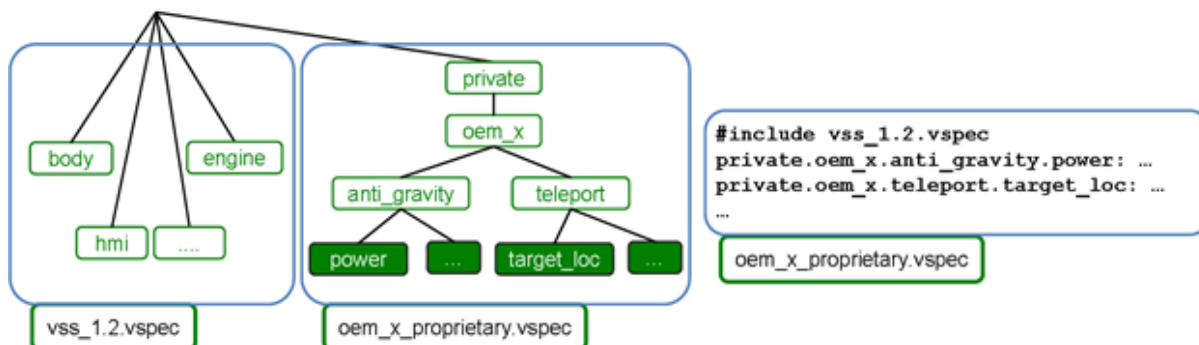 private
oem_x
body
engine
anti_gravity
teleport
hmi
....
power
...
target_loc
...
vss_1.2.vspec
oem_x_proprietary.vspec
#include vss_1.2.vspec
private.oem_x.anti_gravity.power: …
private.oem_x.teleport.target_loc: …
…
oem_x_proprietary.vspec